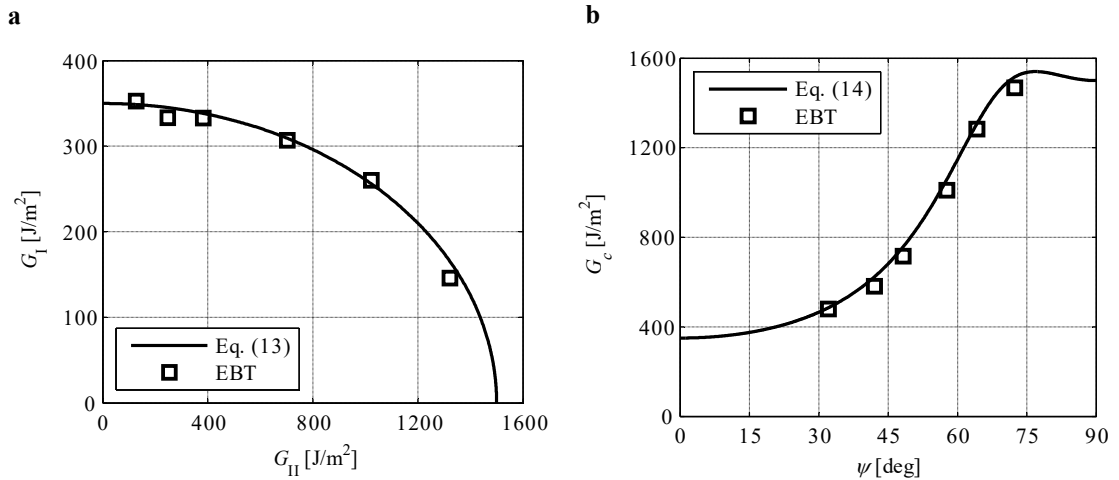 a
400
300
200
100
0
G_I [J/m^2]
Eq. (13)
EBT
0 400 800 1200 1600
G_II [J/m^2]
b
1600
1200
800
400
0
G_c [J/m^2]
Eq. (14)
EBT
0 15 30 45 60 75 90
ψ [deg]